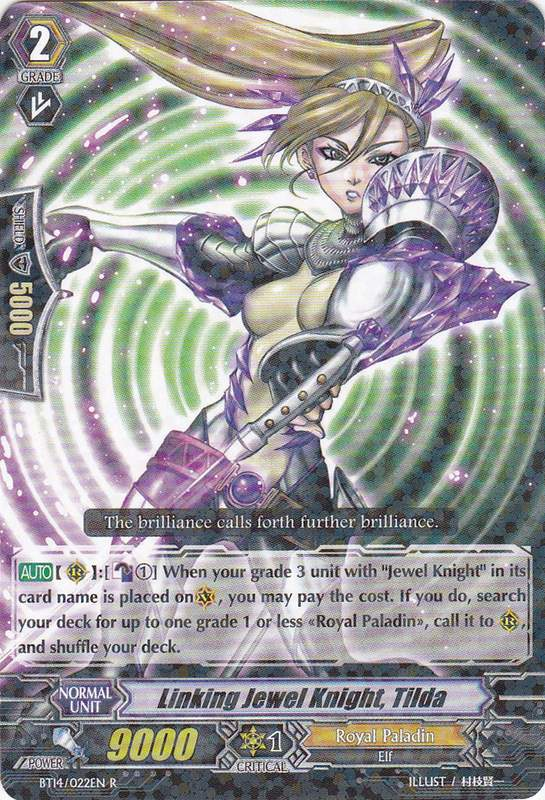 2
GRADE
SHIELD
5000
The brilliance calls forth further brilliance.
AUTO [ R ]:[ ① ] When your grade 3 unit with "Jewel Knight" in its
card name is placed on V, you may pay the cost. If you do, search
your deck for up to one grade 1 or less «Royal Paladin», call it to R,
and shuffle your deck.
NORMAL
UNIT
Linking Jewel Knight, Tilda
POWER
9000
1
CRITICAL
Royal Paladin
Elf
BT14/022EN R
ILLUST / 村枝賢一